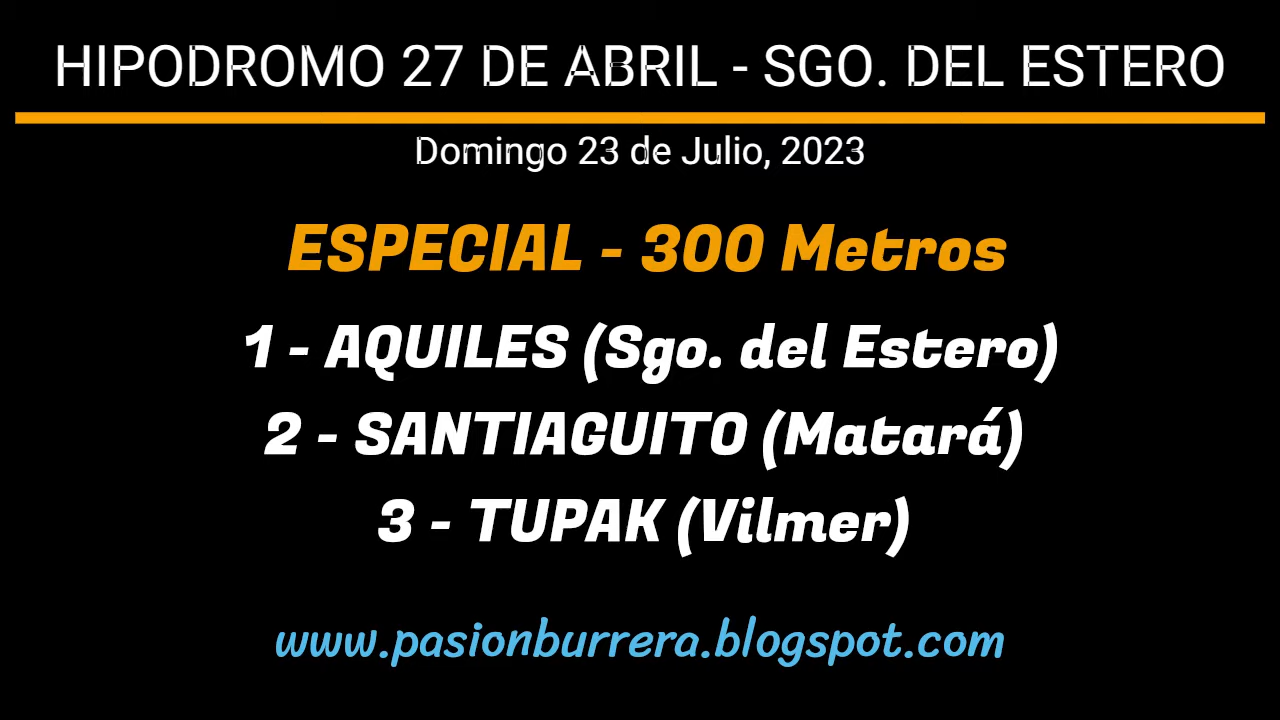 HIPODROMO 27 DE ABRIL - SGO. DEL ESTERO
Domingo 23 de Julio, 2023
ESPECIAL - 300 Metros
1 - AQUILES (Sgo. del Estero)
2 - SANTIAGUITO (Matará)
3 - TUPAK (Vilmer)
www.pasionburrera.blogspot.com